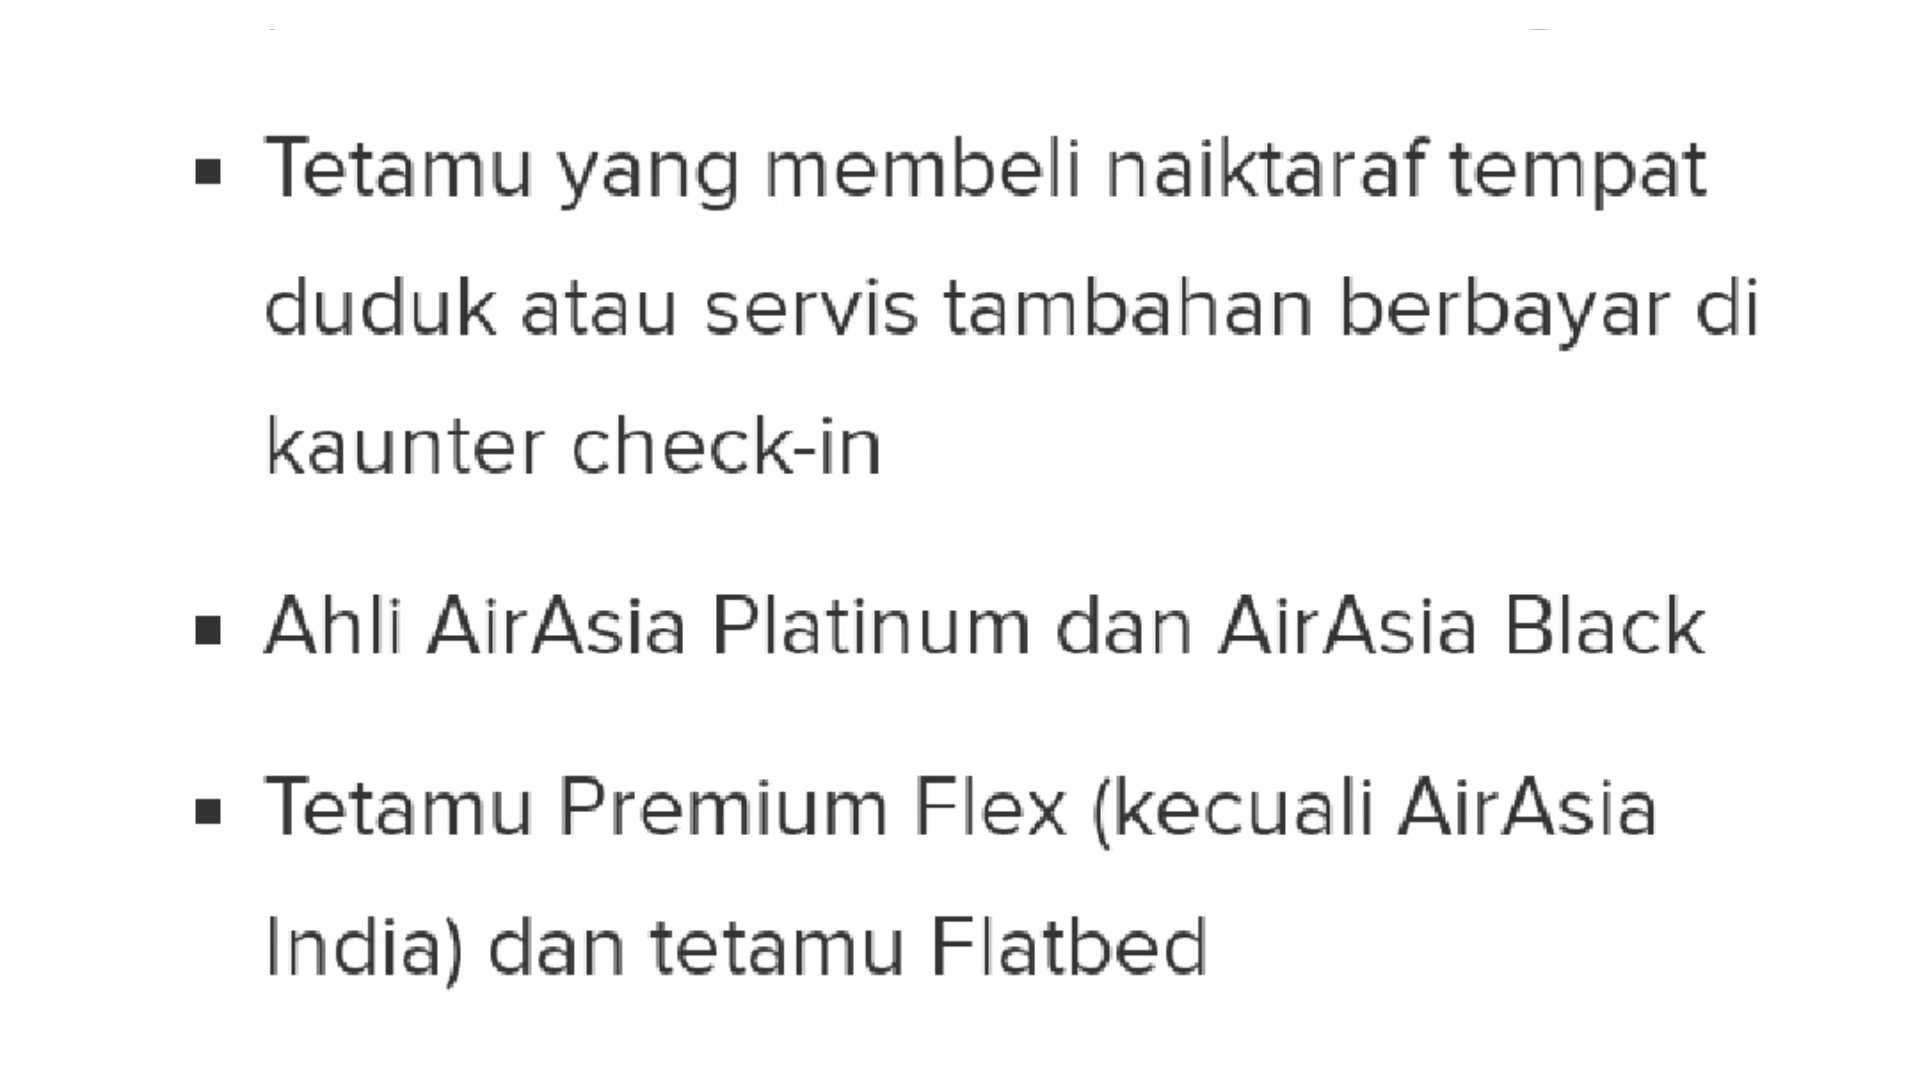 ▪ Tetamu yang membeli naiktaraf tempat
duduk atau servis tambahan berbayar di
kaunter check-in
▪ Ahli AirAsia Platinum dan AirAsia Black
▪ Tetamu Premium Flex (kecuali AirAsia
India) dan tetamu Flatbed